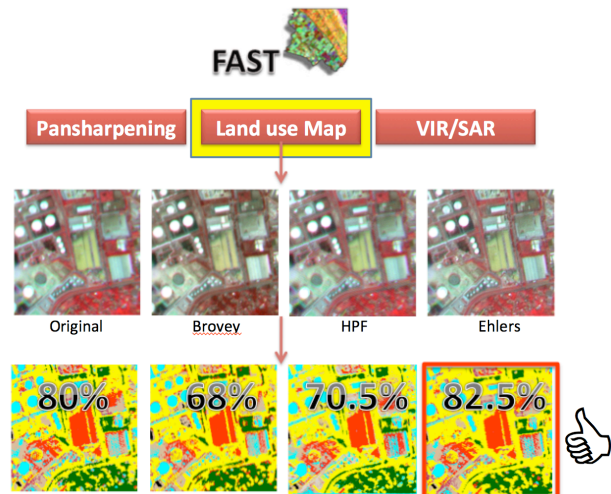 FAST
Pansharpening
Land use Map
VIR/SAR
Original
Brovey
HPF
Ehlers
80%
68%
70.5%
82.5%